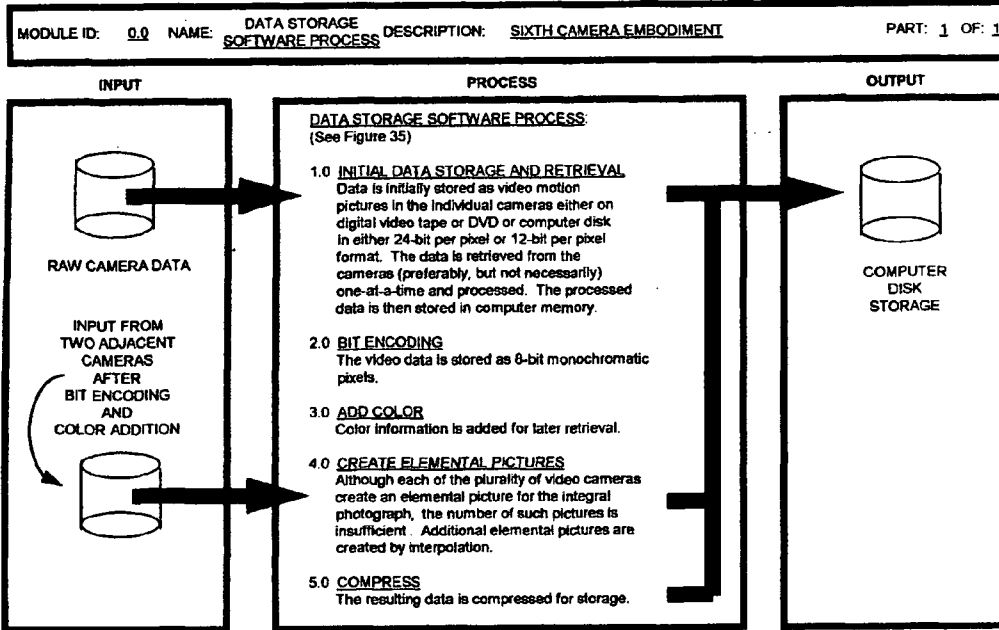 MODULE ID: 0.0 NAME: DATA STORAGE SOFTWARE PROCESS DESCRIPTION: SIXTH CAMERA EMBODIMENT PART: 1 OF: 1
INPUT
RAW CAMERA DATA
INPUT FROM
TWO ADJACENT
CAMERAS
AFTER
BIT ENCODING
AND
COLOR ADDITION
PROCESS
DATA STORAGE SOFTWARE PROCESS:
(See Figure 35)
1.0 INITIAL DATA STORAGE AND RETRIEVAL
Data is initially stored as video motion
pictures in the individual cameras either on
digital video tape or DVD or computer disk
in either 24-bit per pixel or 12-bit per pixel
format. The data is retrieved from the
cameras (preferably, but not necessarily)
one-at-a-time and processed. The processed
data is then stored in computer memory.
2.0 BIT ENCODING
The video data is stored as 8-bit monochromatic
pixels.
3.0 ADD COLOR
Color information is added for later retrieval.
4.0 CREATE ELEMENTAL PICTURES
Although each of the plurality of video cameras
create an elemental picture for the integral
photograph, the number of such pictures is
insufficient. Additional elemental pictures are
created by interpolation.
5.0 COMPRESS
The resulting data is compressed for storage.
OUTPUT
COMPUTER
DISK
STORAGE